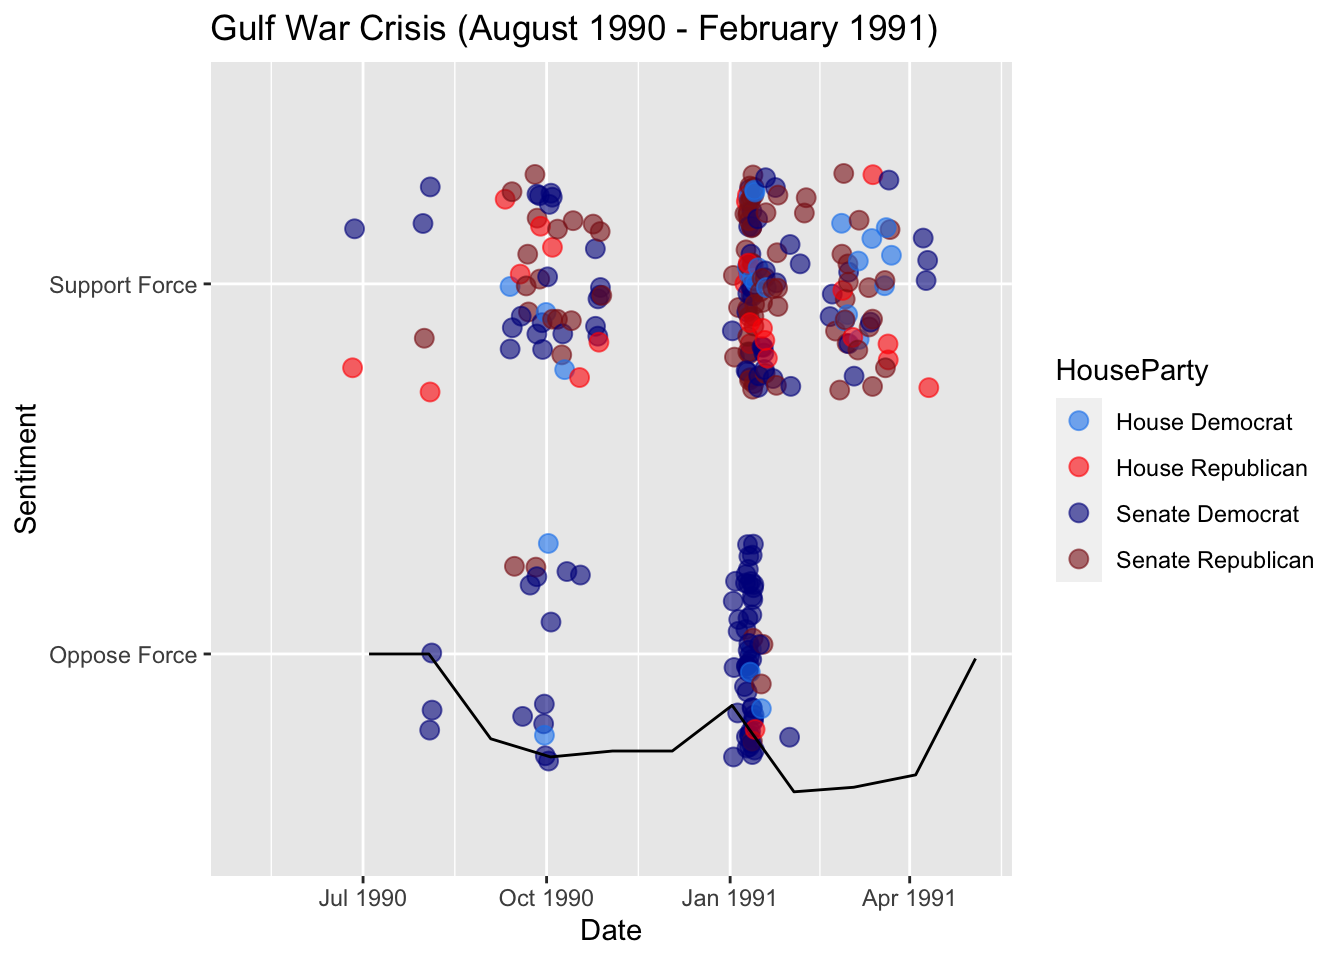 Gulf War Crisis (August 1990 - February 1991)
Support Force
Oppose Force
Sentiment
Jul 1990
Oct 1990
Jan 1991
Apr 1991
Date
HouseParty
House Democrat
House Republican
Senate Democrat
Senate Republican